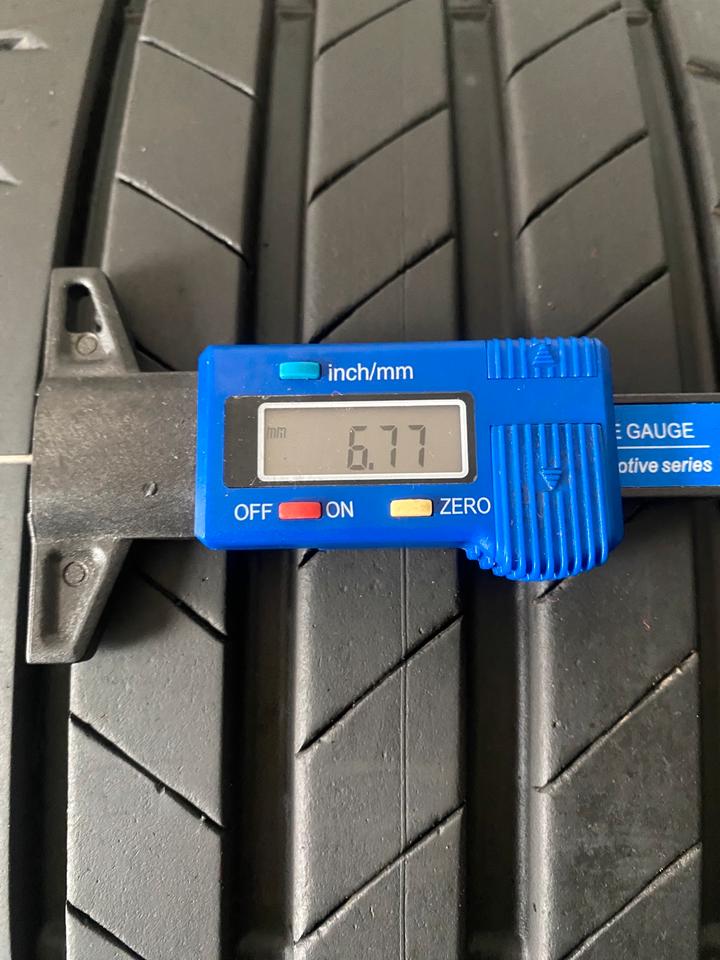 inch/mm
mm 6.77
E GAUGE
otive series
OFF ON ZERO